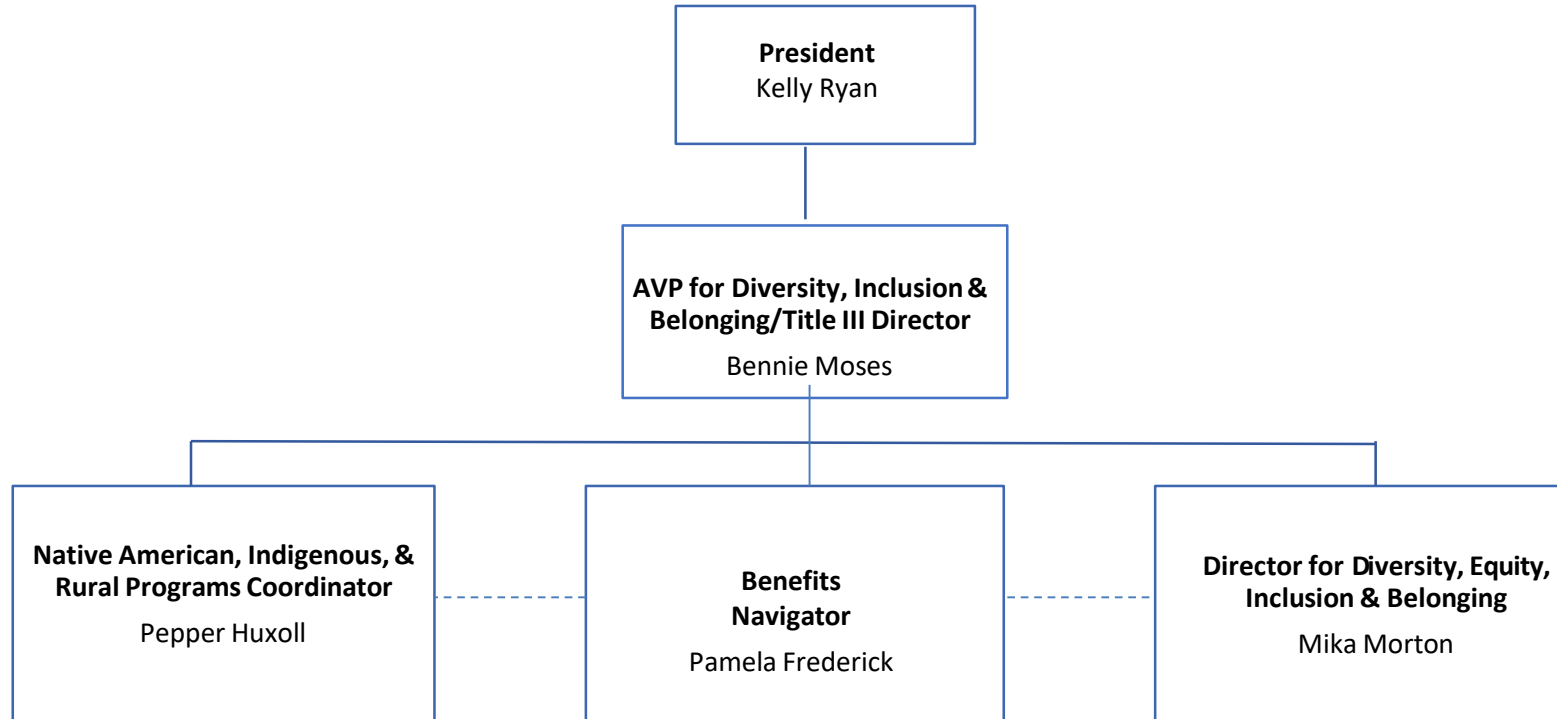 President
Kelly Ryan
AVP for Diversity, Inclusion &
Belonging/Title III Director
Bennie Moses
Native American, Indigenous, &
Rural Programs Coordinator
Pepper Huxoll
Benefits
Navigator
Pamela Frederick
Director for Diversity, Equity,
Inclusion & Belonging
Mika Morton